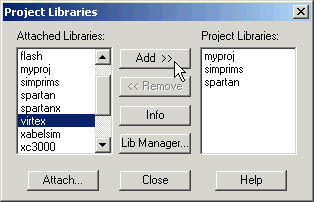 Project Libraries
Attached Libraries:
flash
myproj
simprims
spartan
spartanx
virtex
xabelsim
xc3000
Add >>
<< Remove
Info
Lib Manager...
Project Libraries:
myproj
simprims
spartan
Attach...
Close
Help